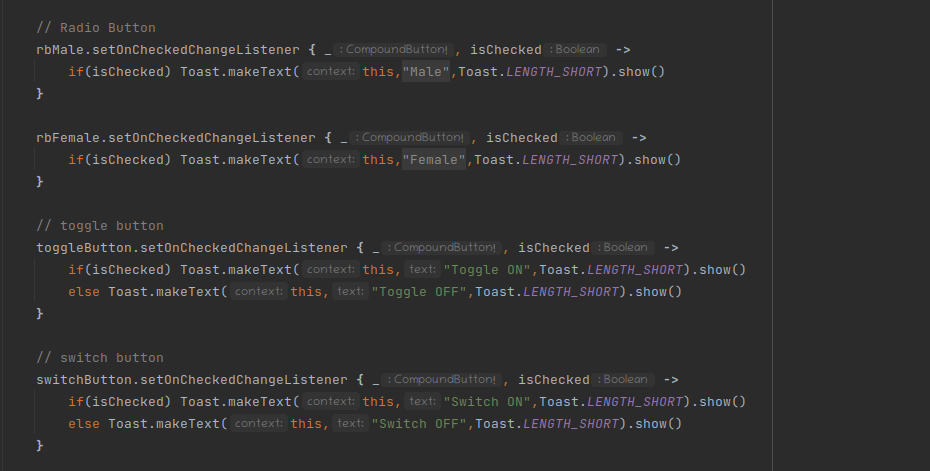 // Radio Button
rbMale.setOnCheckedChangeListener { _ : CompoundButton! , isChecked : Boolean ->
if(isChecked) Toast.makeText( context: this,"Male",Toast.LENGTH_SHORT).show()
}
rbFemale.setOnCheckedChangeListener { _ : CompoundButton! , isChecked : Boolean ->
if(isChecked) Toast.makeText( context: this,"Female",Toast.LENGTH_SHORT).show()
}
// toggle button
toggleButton.setOnCheckedChangeListener { _ : CompoundButton! , isChecked : Boolean ->
if(isChecked) Toast.makeText( context: this, text: "Toggle ON",Toast.LENGTH_SHORT).show()
else Toast.makeText( context: this, text: "Toggle OFF",Toast.LENGTH_SHORT).show()
}
// switch button
switchButton.setOnCheckedChangeListener { _ : CompoundButton! , isChecked : Boolean ->
if(isChecked) Toast.makeText( context: this, text: "Switch ON",Toast.LENGTH_SHORT).show()
else Toast.makeText( context: this, text: "Switch OFF",Toast.LENGTH_SHORT).show()
}